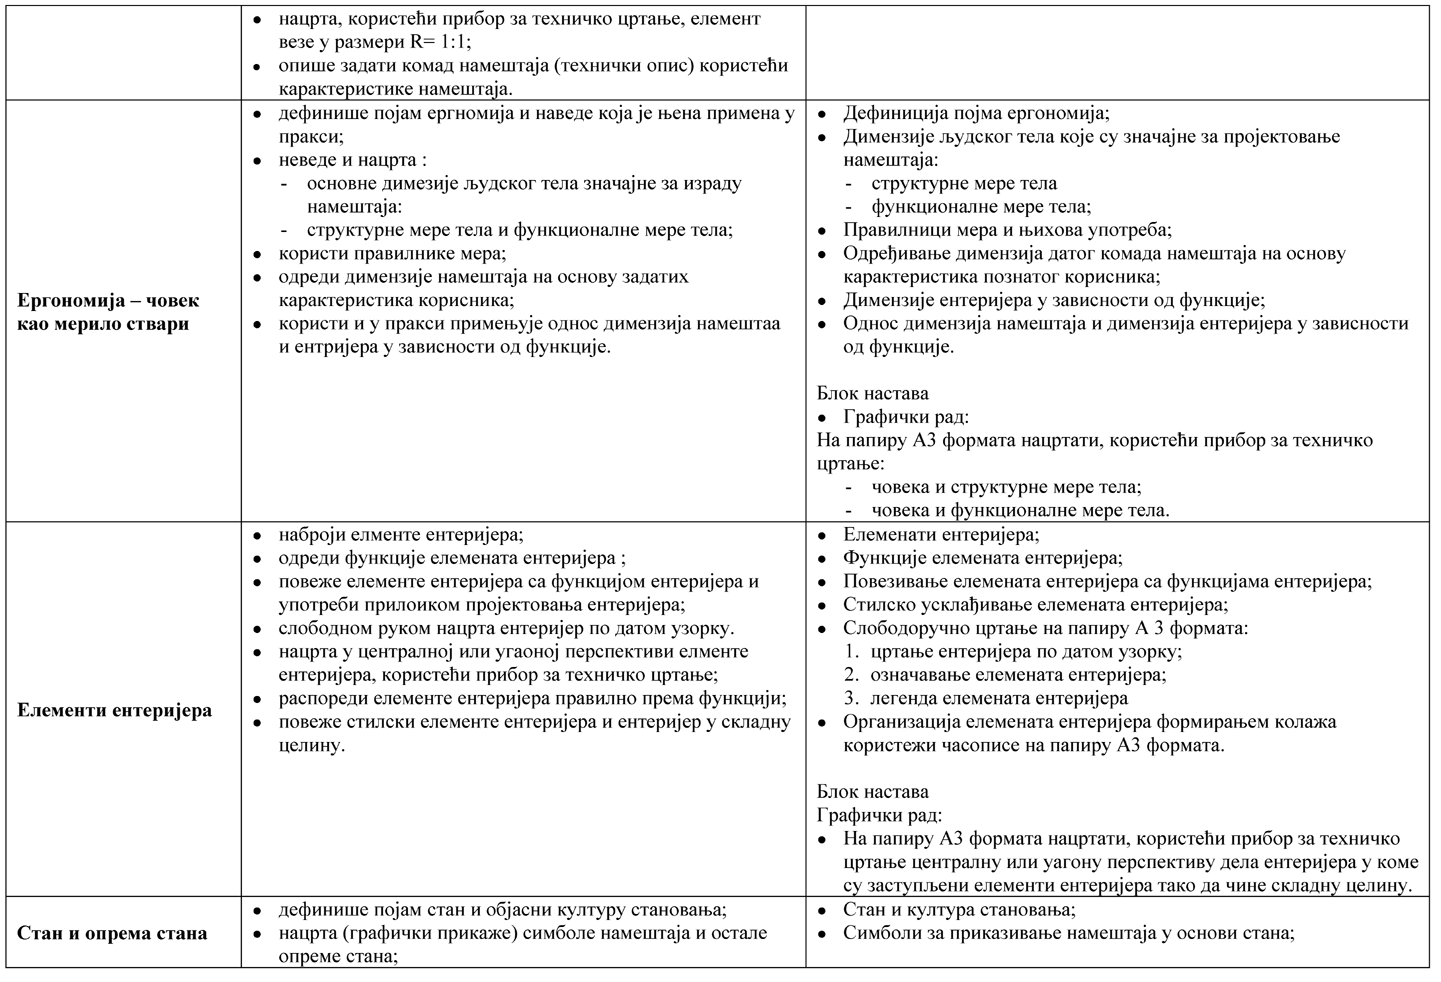 • нацрта, користећи прибор за техничко цртање, елемент
везе у размери R= 1:1;
• опише задати комад намештаја (технички опис) користећи
карактеристике намештаја.
Ергономија – човек
као мерило ствари
• дефинише појам ергномија и наведе која је њена примена у
пракси;
• неведе и нацрта :
- основне димезије људског тела значајне за израду
намештаја:
- структурне мере тела и функционалне мере тела;
• користи правилнике мера;
• одреди димензије намештаја на основу задатих
карактеристика корисника;
• користи и у пракси примењује однос димензија намештаа
и ентријера у зависности од функције.
• Дефиниција појма ергономија;
• Димензије људског тела које су значајне за пројектовање
намештаја:
- структурне мере тела
- функционалне мере тела;
• Правилници мера и њихова употреба;
• Одређивање димензија датог комада намештаја на основу
карактеристика познатог корисника;
• Димензије ентеријера у зависности од функције;
• Однос димензија намештаја и димензија ентеријера у зависности
од функције.
Блок настава
• Графички рад:
На папиру А3 формата нацртати, користећи прибор за техничко
цртање:
- човека и структурне мере тела;
- човека и функционалне мере тела.
Елементи ентеријера
• наброји елменте ентеријера;
• одреди функције елемената ентеријера ;
• повеже елементе ентеријера са функцијом ентеријера и
употреби прилоиком пројектовања ентеријера;
• слободном руком нацрта ентеријер по датом узорку.
• нацрта у централној или угаоној перспективи елменте
ентеријера, користећи прибор за техничко цртање;
• распореди елементе ентеријера правилно према функцији;
• повеже стилски елементе ентеријера и ентеријер у складну
целину.
• Елеменати ентеријера;
• Функције елемената ентеријера;
• Повезивање елемената ентеријера са функцијама ентеријера;
• Стилско усклађивање елемената ентеријера;
• Слободоручно цртање на папиру А 3 формата:
1. цртање ентеријера по датом узорку;
2. означавање елемената ентеријера;
3. легенда елемената ентеријера
• Организација елемената ентеријера формирањем колажа
користежи часописе на папиру А3 формата.
Блок настава
Графички рад:
• На папиру А3 формата нацртати, користећи прибор за техничко
цртање централну или уагону перспективу дела ентеријера у коме
су заступљени елементи ентеријера тако да чине складну целину.
Стан и опрема стана
• дефинише појам стан и објасни културу становања;
• нацрта (графички прикаже) симболе намештаја и остале
опреме стана;
• Стан и култура становања;
• Симболи за приказивање намештаја у основи стана;